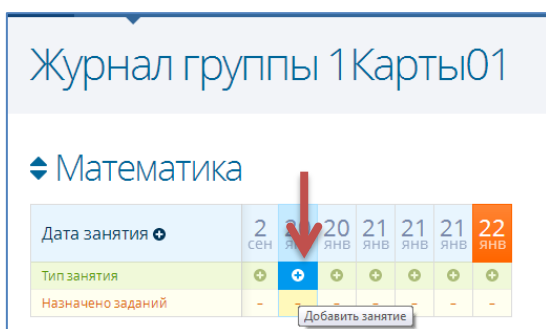 Журнал группы 1Карты01
Математика
Дата занятия 2 20 21 21 21 22
сен янв янв янв янв янв
Тип занятия
Назначено заданий - - - - - - -
Добавить занятие